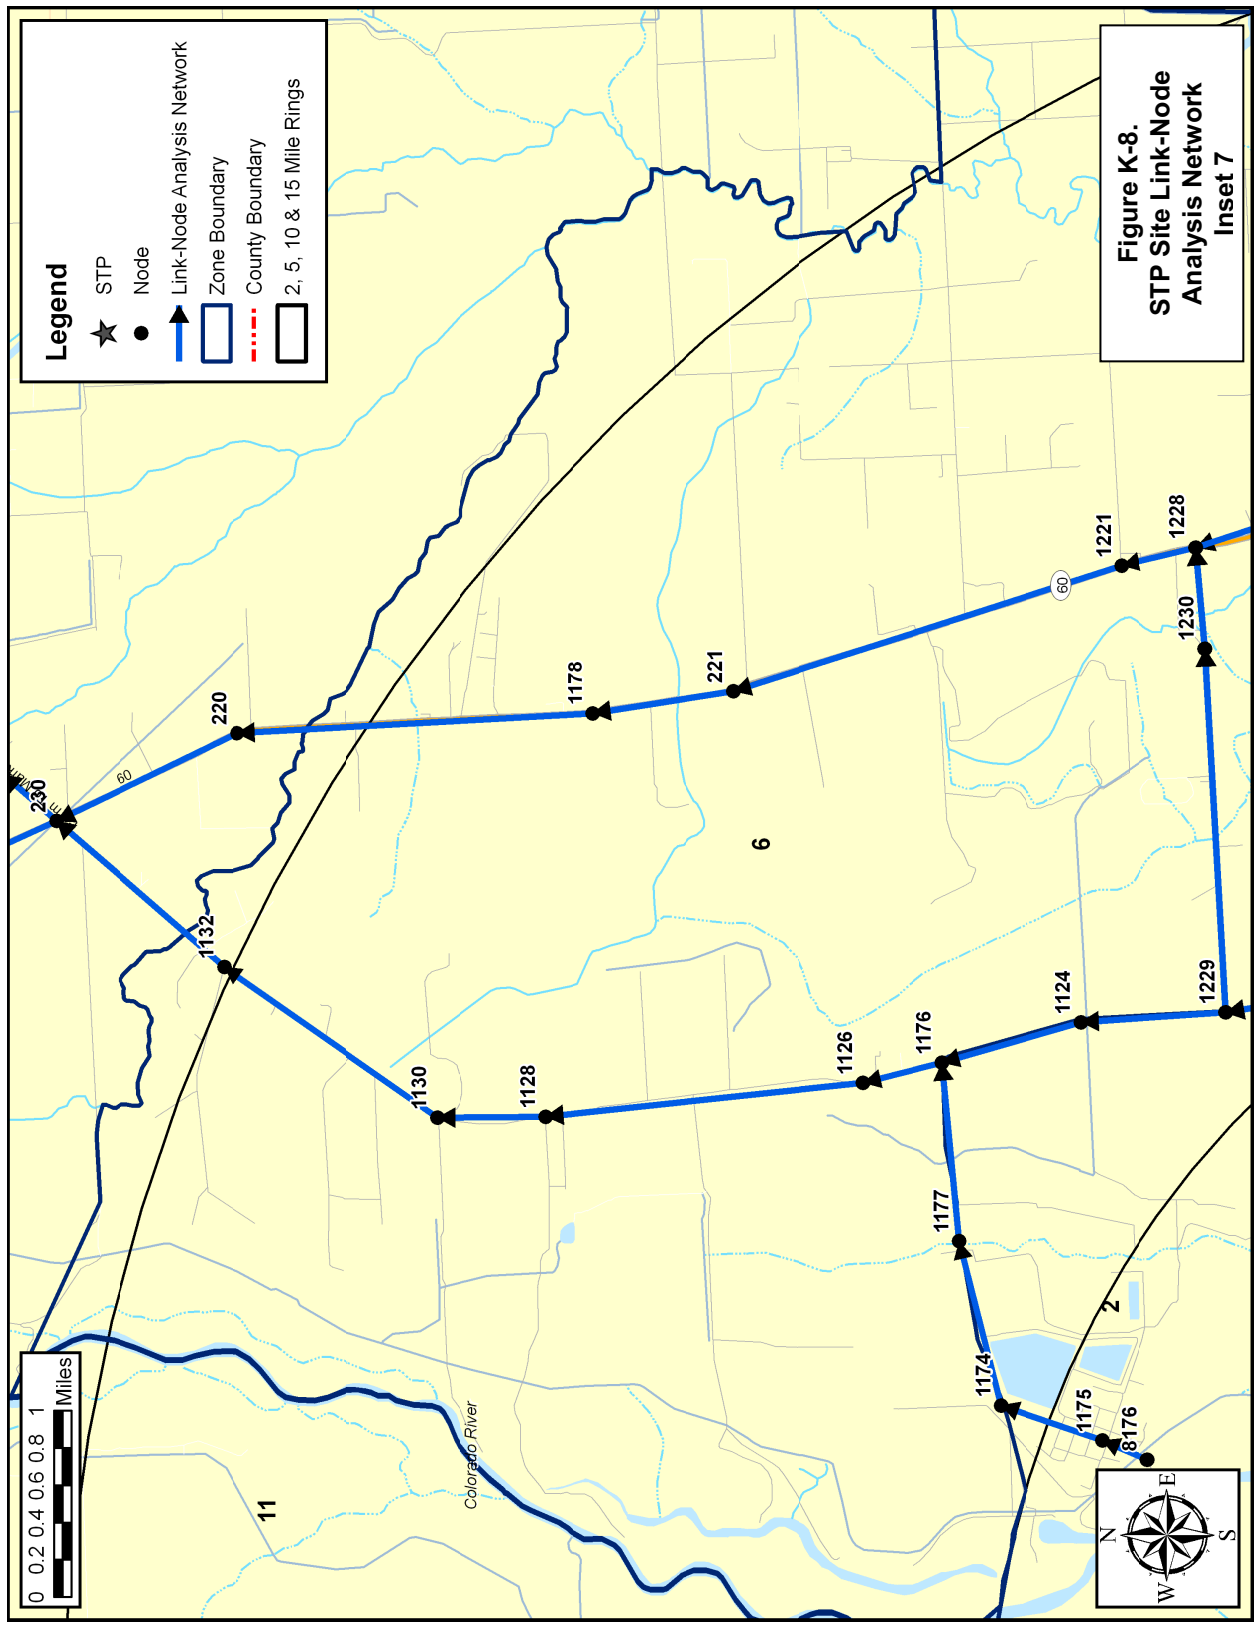 Legend
STP
Node
Link-Node Analysis Network
Zone Boundary
County Boundary
2, 5, 10 & 15 Mile Rings
Figure K-8.
STP Site Link-Node
Analysis Network
Inset 7
230
60
220
1132
1178
221
60
1221
1228
1230
6
1130
1128
1126
1176
1124
1229
1177
1174
2
1175
8176
Colorado River
11
0 0.2 0.4 0.6 0.8 1
Miles
N
E
S
W